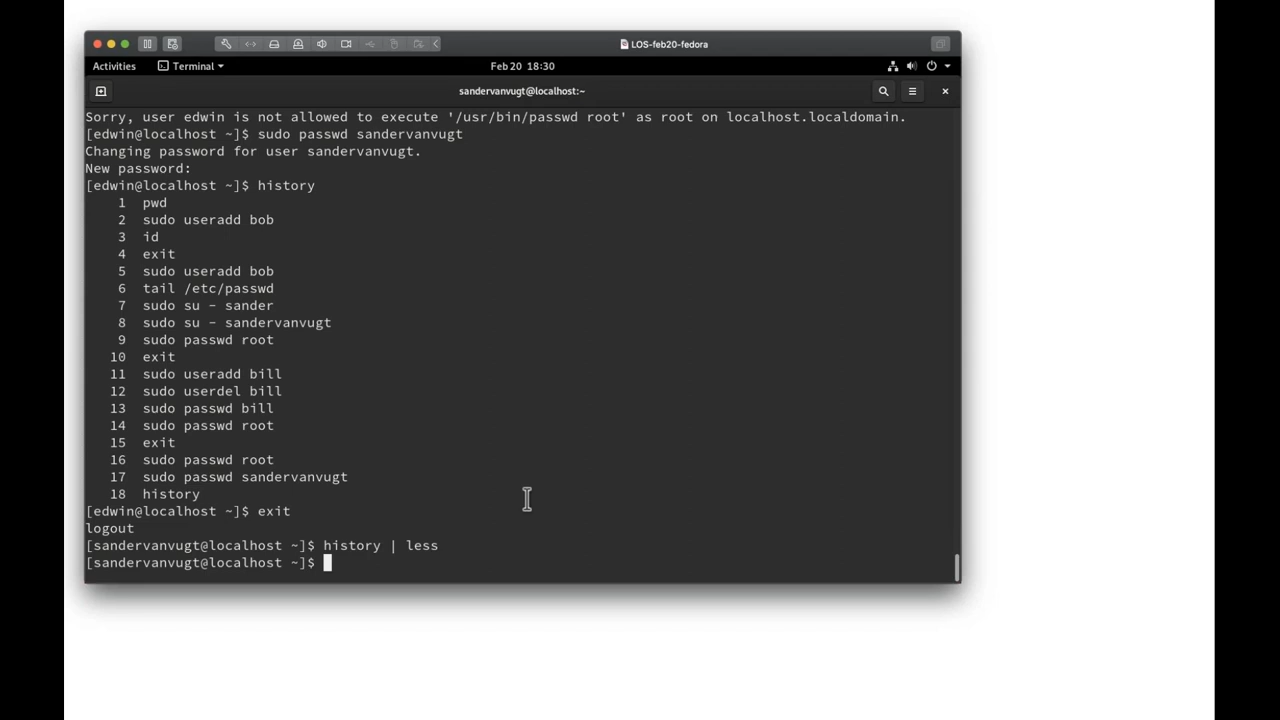 LOS-feb20-fedora
Activities Terminal Feb 20 18:30
sandervanvugt@localhost:~
Sorry, user edwin is not allowed to execute '/usr/bin/passwd root' as root on localhost.localdomain.
[edwin@localhost ~]$ sudo passwd sandervanvugt
Changing password for user sandervanvugt.
New password:
[edwin@localhost ~]$ history
1 pwd
2 sudo useradd bob
3 id
4 exit
5 sudo useradd bob
6 tail /etc/passwd
7 sudo su - sander
8 sudo su - sandervanvugt
9 sudo passwd root
10 exit
11 sudo useradd bill
12 sudo userdel bill
13 sudo passwd bill
14 sudo passwd root
15 exit
16 sudo passwd root
17 sudo passwd sandervanvugt
18 history
[edwin@localhost ~]$ exit
logout
[sandervanvugt@localhost ~]$ history | less
[sandervanvugt@localhost ~]$